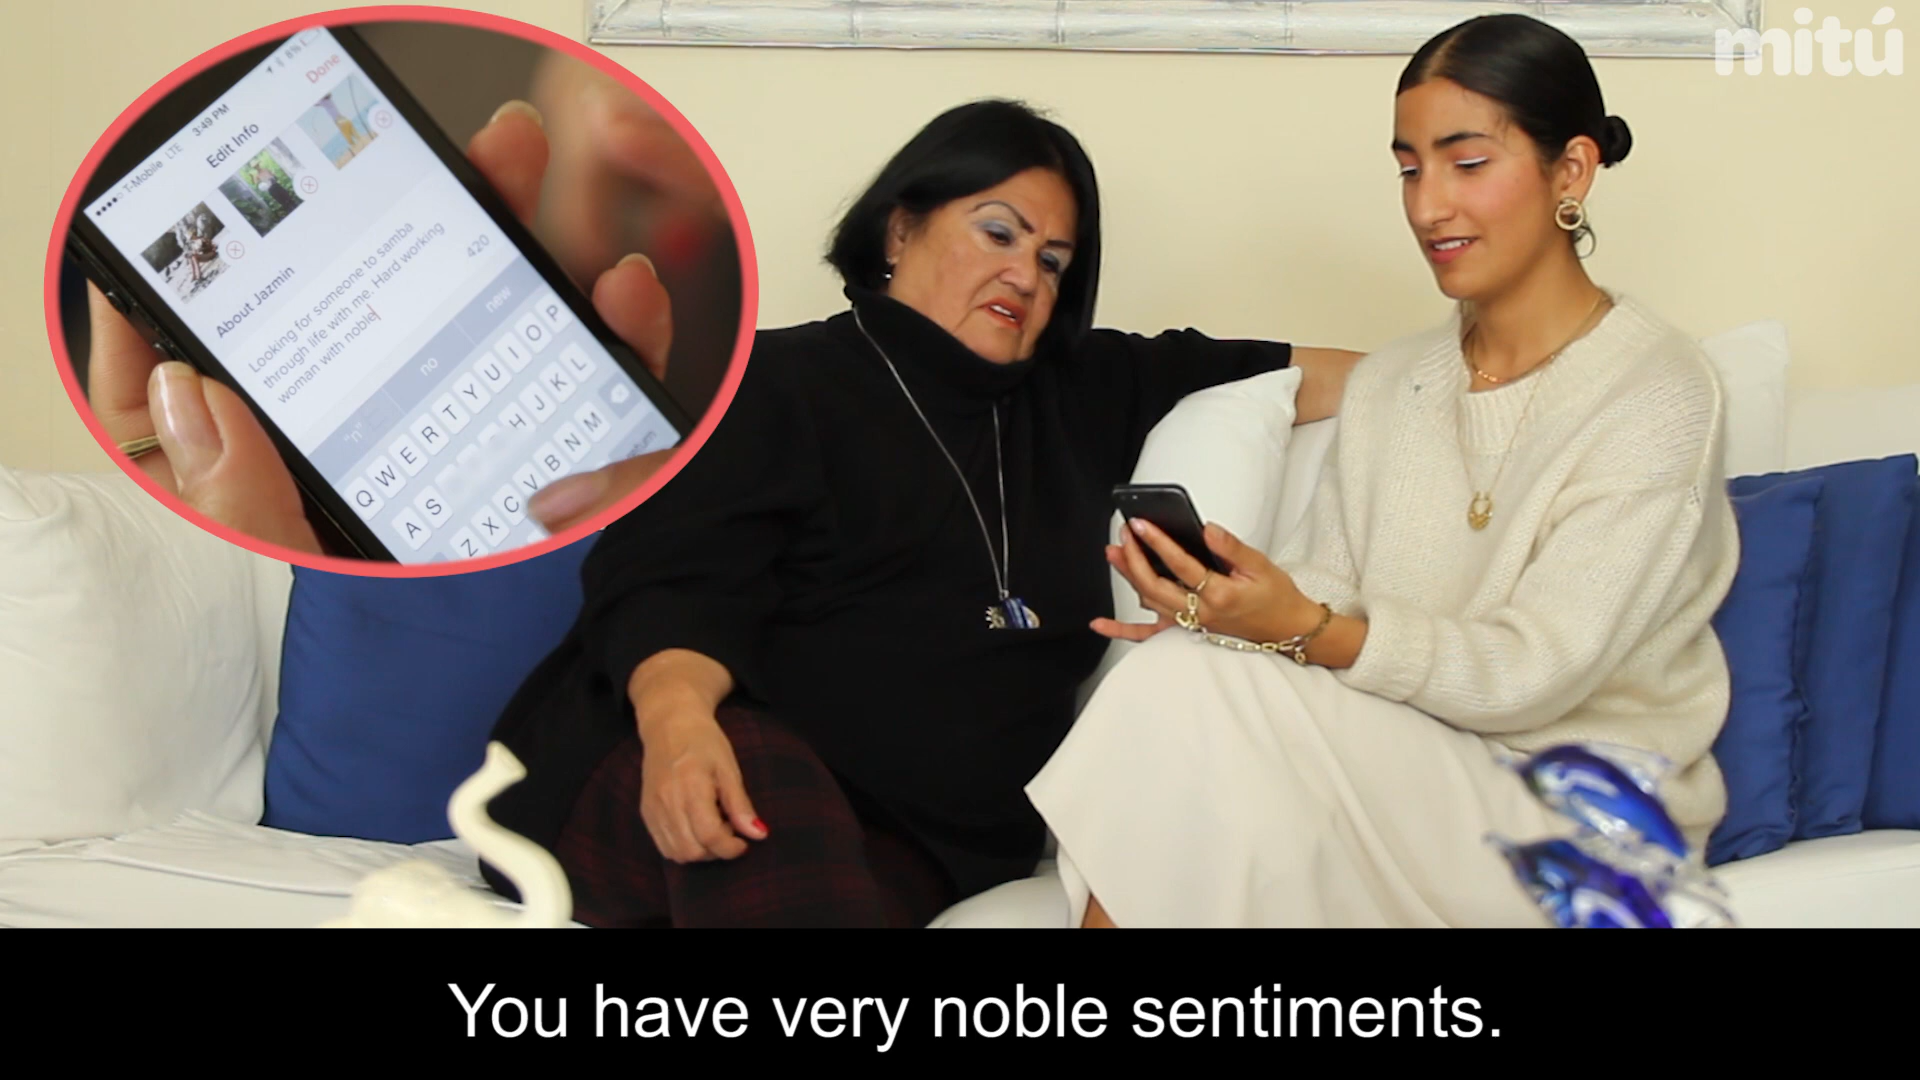 mitú
T-Mobile LTE
3:49 PM
8%
Edit Info
Done
About Jazmin
Looking for someone to samba
through life with me. Hard working
woman with noble
420
"n" no new
Q W E R T Y U I O P
A S H J K L
Z X C V B N M
You have very noble sentiments.